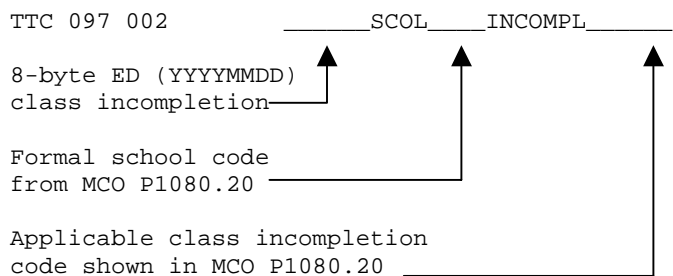 TTC 097 002 ______SCOL____INCOMPL______
8-byte ED (YYYYMMDD)
class incompletion
Formal school code
from MCO P1080.20
Applicable class incompletion
code shown in MCO P1080.20